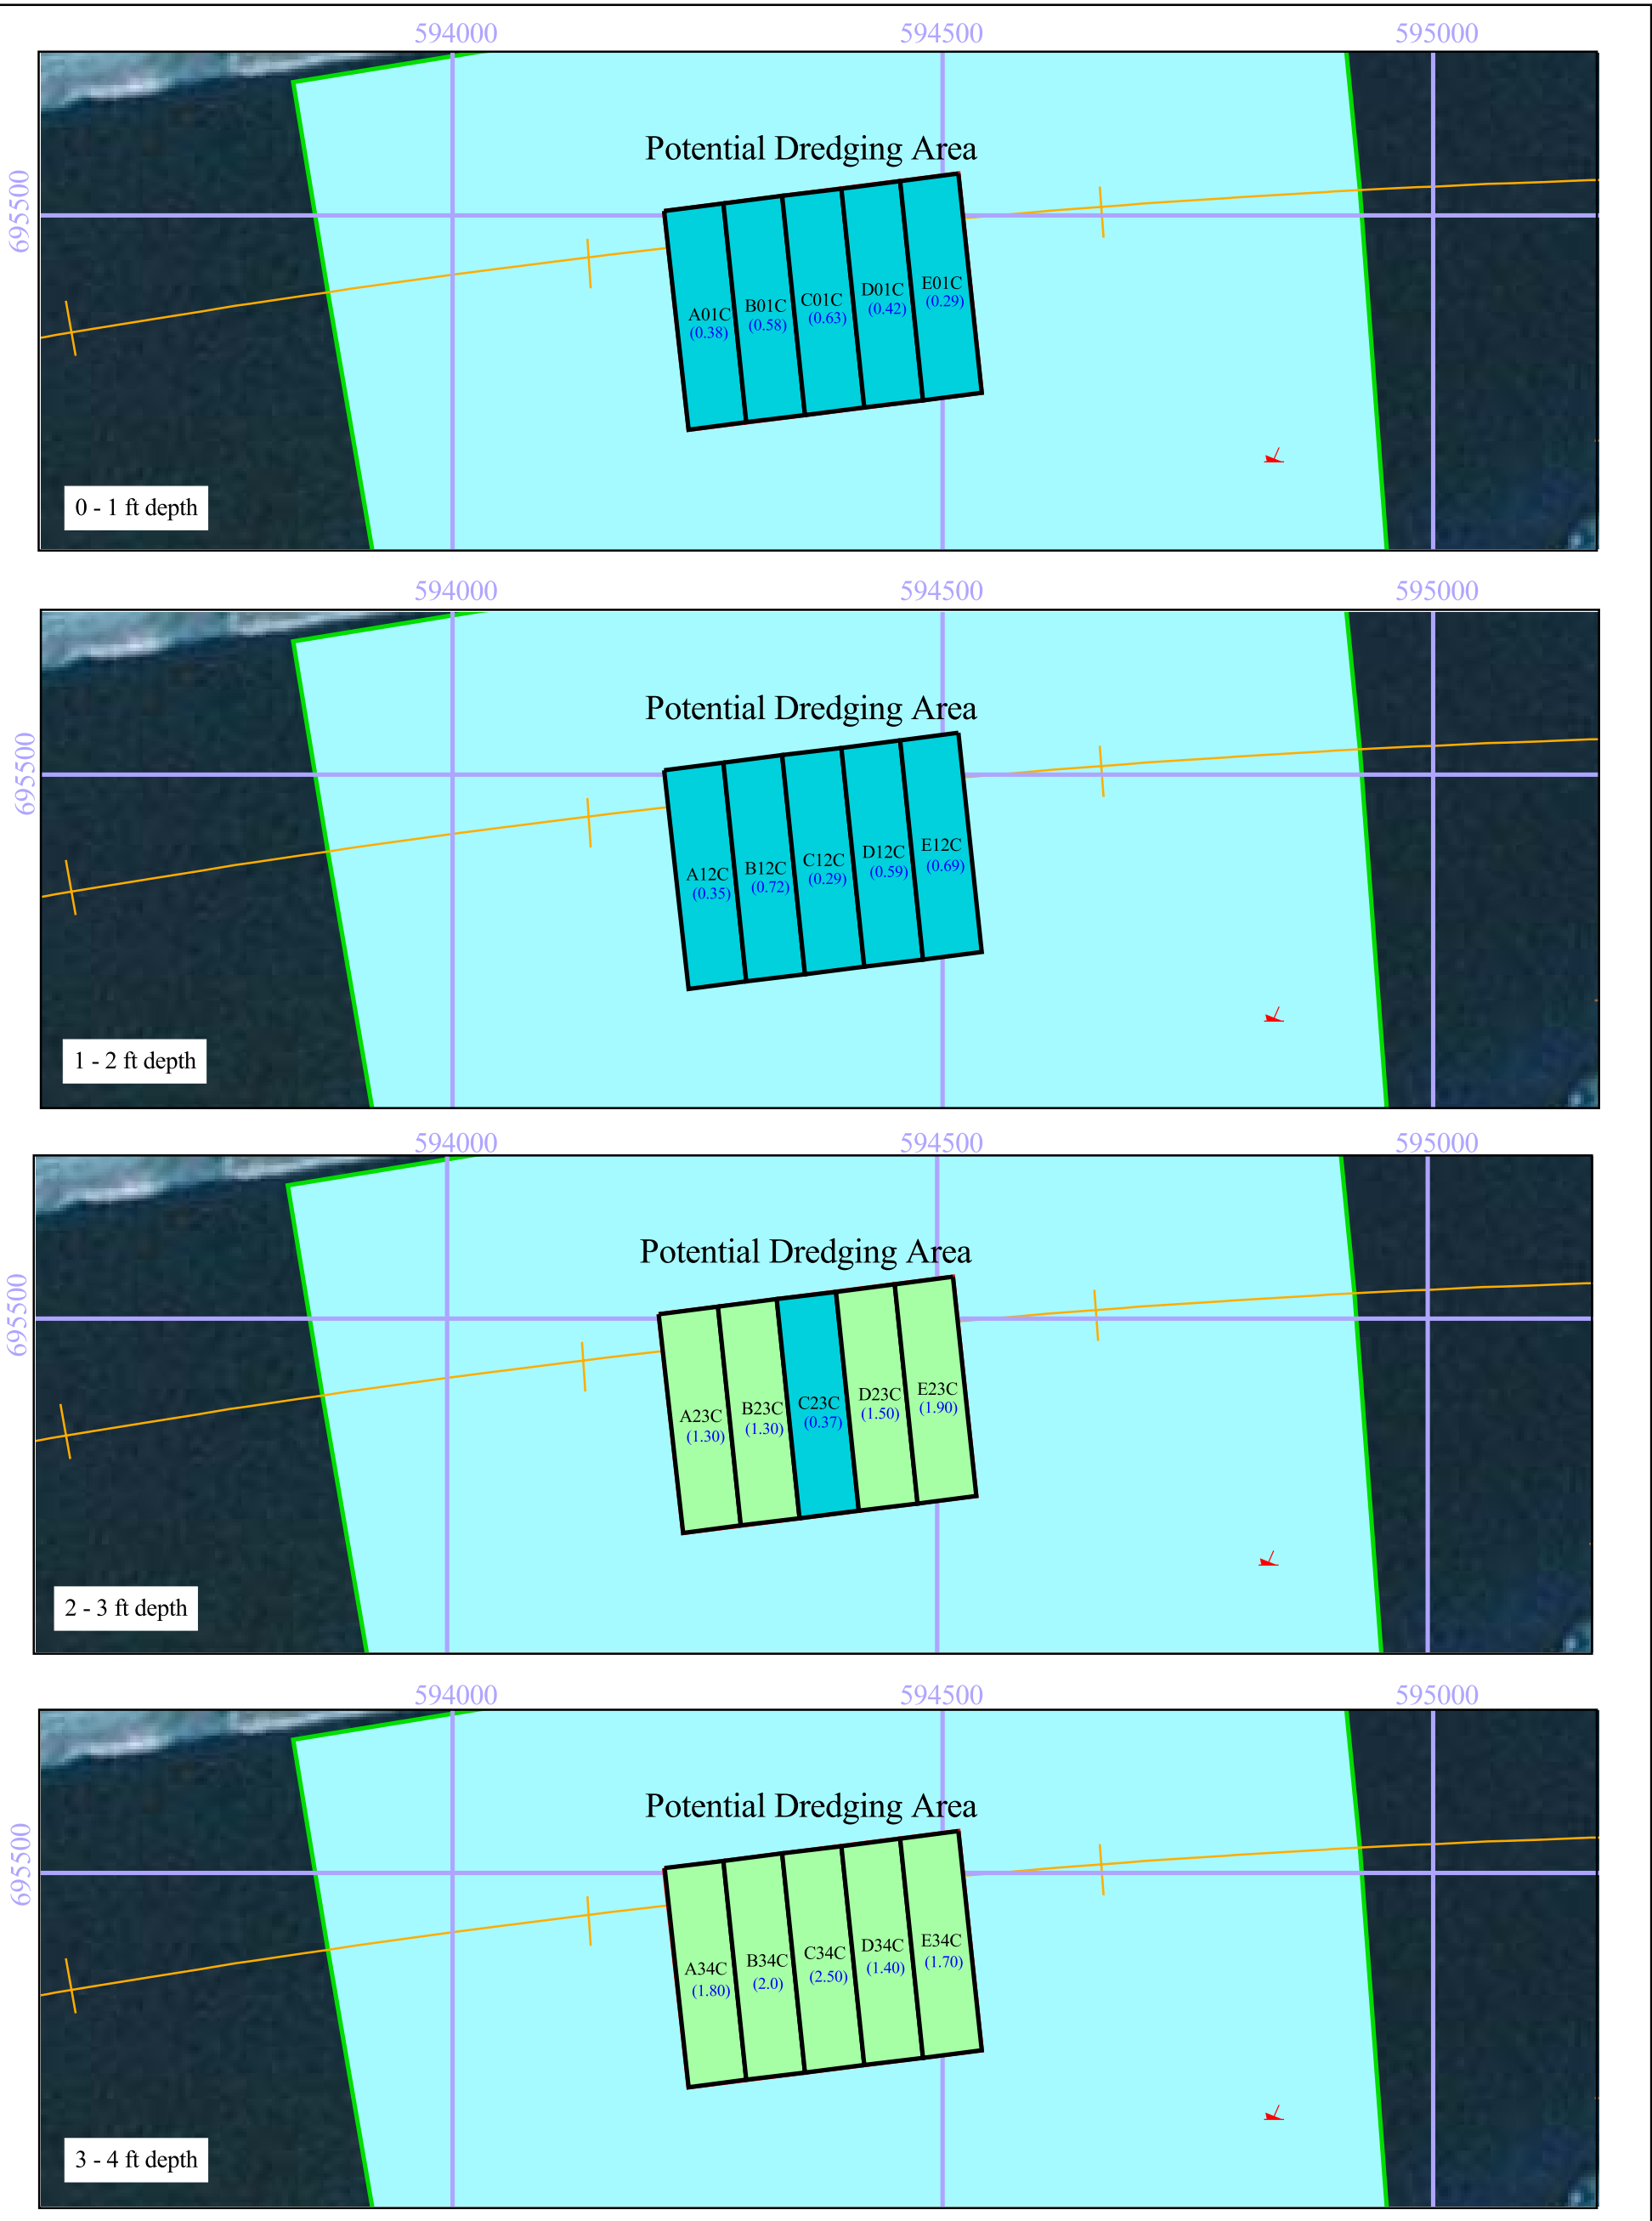 594000 594500 595000
695500
Potential Dredging Area
A01C B01C C01C D01C E01C
(0.38) (0.58) (0.63) (0.42) (0.29)
0 - 1 ft depth
594000 594500 595000
695500
Potential Dredging Area
A12C B12C C12C D12C E12C
(0.35) (0.72) (0.29) (0.59) (0.69)
1 - 2 ft depth
594000 594500 595000
695500
Potential Dredging Area
A23C B23C C23C D23C E23C
(1.30) (1.30) (0.37) (1.50) (1.90)
2 - 3 ft depth
594000 594500 595000
695500
Potential Dredging Area
A34C B34C C34C D34C E34C
(1.80) (2.0) (2.50) (1.40) (1.70)
3 - 4 ft depth